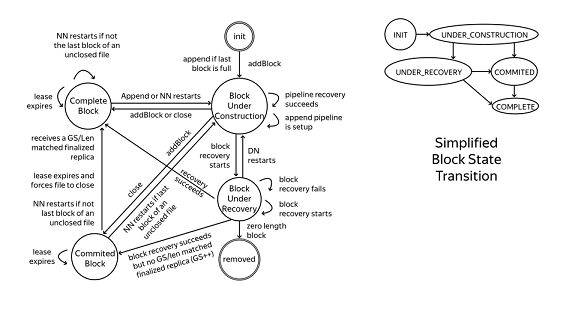 NN restarts if not
the last block of an
unclosed file
init
append if last
block is full
addBlock
lease
expires
Complete
Block
Append or NN restarts
addBlock or close
Block
Under
Construction
pipeline recovery
succeeds
append pipeline
is setup
receives a GS/Len
matched finalized
replica
lease expires and
forces file to close
NN restarts if not
last block of an
unclosed file
close
addBlock
NN restarts if last
block of an
unclosed file
recovery
succeeds
block
recovery
starts
DN
restarts
Block
Under
Recovery
block
recovery fails
block
recovery starts
lease
expires
Commited
Block
block recovery succeeds
but no GS/len matched
finalized replica (GS++)
zero length
block
removed
INIT
UNDER_CONSTRUCTION
UNDER_RECOVERY
COMMITED
COMPLETE
Simplified
Block State
Transition